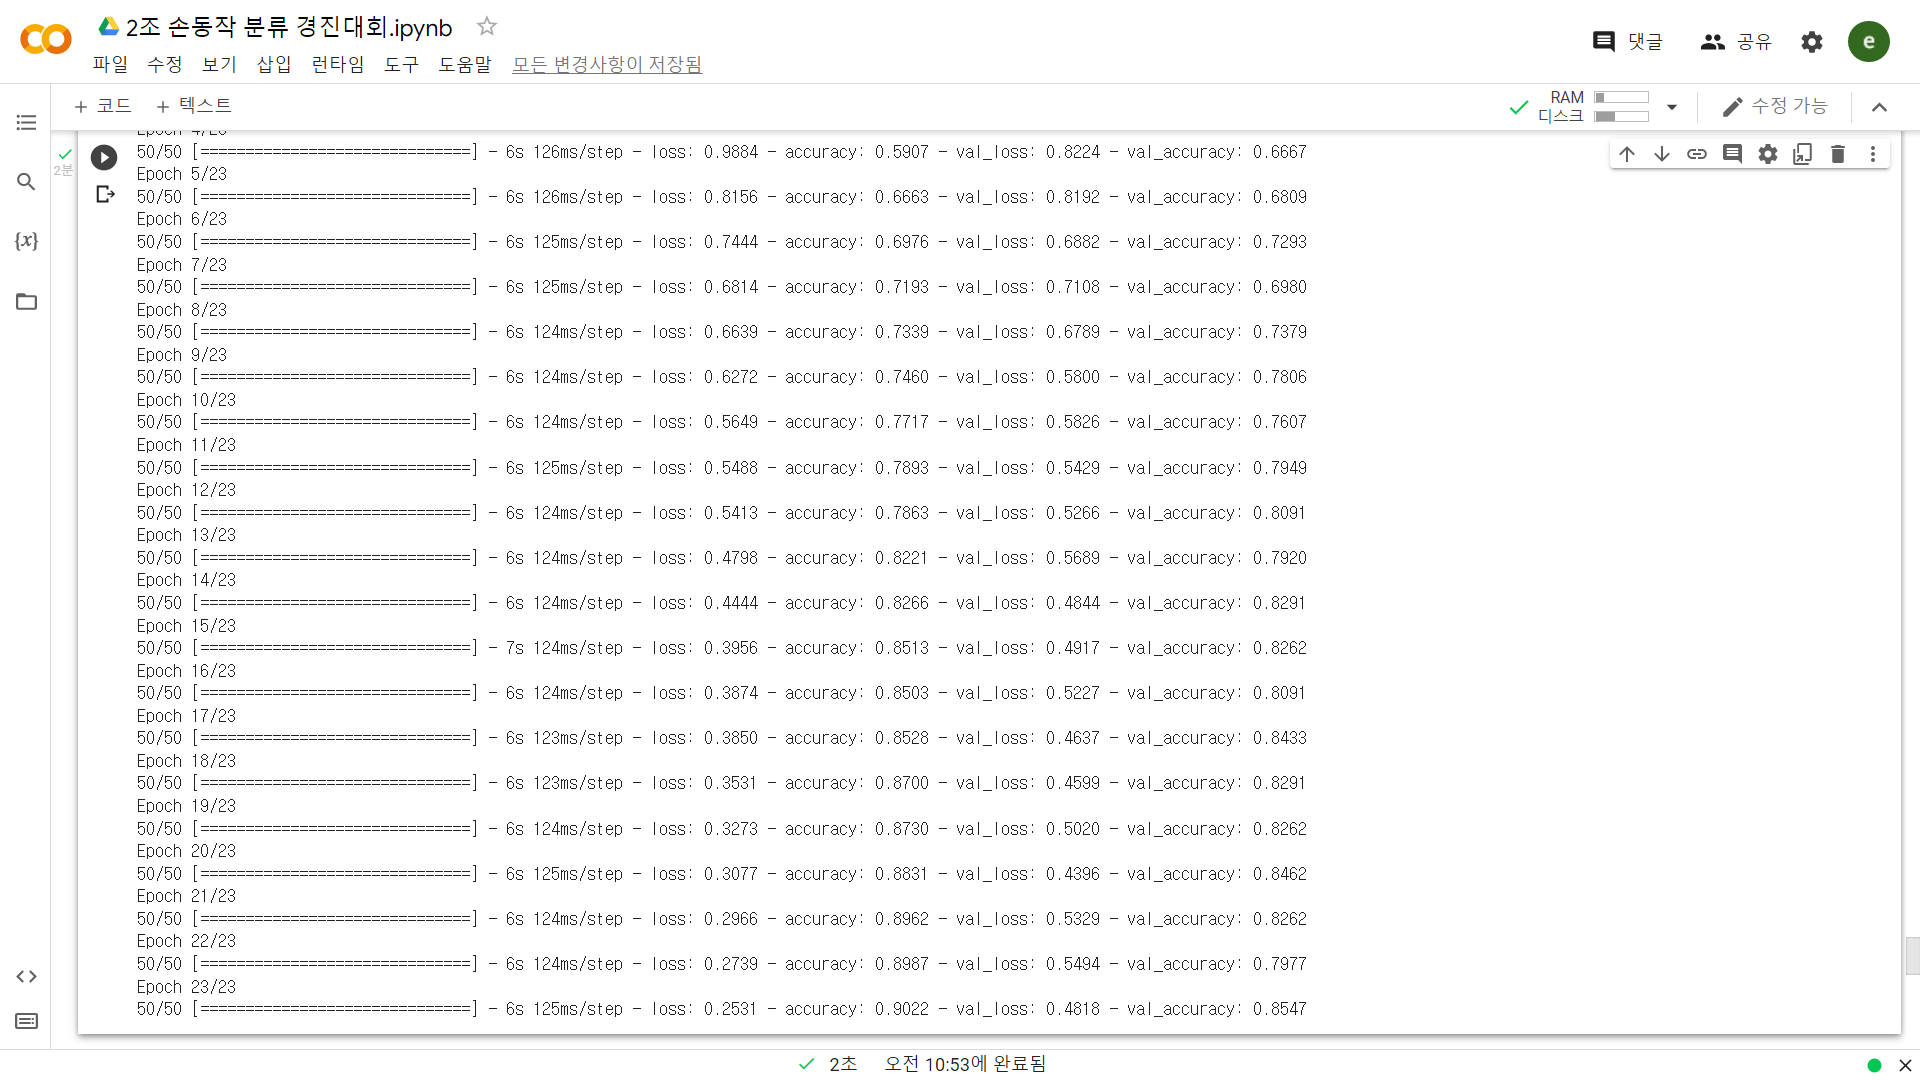 2조 손동작 분류 경진대회.ipynb
댓글
공유
e
파일 수정 보기 삽입 런타임 도구 도움말 모든 변경사항이 저장됨
+ 코드 + 텍스트
RAM
디스크
수정 가능
Epoch 4/23
2분
{x}
50/50 [==============================] - 6s 126ms/step - loss: 0.9884 - accuracy: 0.5907 - val_loss: 0.8224 - val_accuracy: 0.6667
Epoch 5/23
50/50 [==============================] - 6s 126ms/step - loss: 0.8156 - accuracy: 0.6663 - val_loss: 0.8192 - val_accuracy: 0.6809
Epoch 6/23
50/50 [==============================] - 6s 125ms/step - loss: 0.7444 - accuracy: 0.6976 - val_loss: 0.6882 - val_accuracy: 0.7293
Epoch 7/23
50/50 [==============================] - 6s 125ms/step - loss: 0.6814 - accuracy: 0.7193 - val_loss: 0.7108 - val_accuracy: 0.6980
Epoch 8/23
50/50 [==============================] - 6s 124ms/step - loss: 0.6639 - accuracy: 0.7339 - val_loss: 0.6789 - val_accuracy: 0.7379
Epoch 9/23
50/50 [==============================] - 6s 124ms/step - loss: 0.6272 - accuracy: 0.7460 - val_loss: 0.5800 - val_accuracy: 0.7806
Epoch 10/23
50/50 [==============================] - 6s 124ms/step - loss: 0.5649 - accuracy: 0.7717 - val_loss: 0.5826 - val_accuracy: 0.7607
Epoch 11/23
50/50 [==============================] - 6s 125ms/step - loss: 0.5488 - accuracy: 0.7893 - val_loss: 0.5429 - val_accuracy: 0.7949
Epoch 12/23
50/50 [==============================] - 6s 124ms/step - loss: 0.5413 - accuracy: 0.7863 - val_loss: 0.5266 - val_accuracy: 0.8091
Epoch 13/23
50/50 [==============================] - 6s 124ms/step - loss: 0.4798 - accuracy: 0.8221 - val_loss: 0.5689 - val_accuracy: 0.7920
Epoch 14/23
50/50 [==============================] - 6s 124ms/step - loss: 0.4444 - accuracy: 0.8266 - val_loss: 0.4844 - val_accuracy: 0.8291
Epoch 15/23
50/50 [==============================] - 7s 124ms/step - loss: 0.3956 - accuracy: 0.8513 - val_loss: 0.4917 - val_accuracy: 0.8262
Epoch 16/23
50/50 [==============================] - 6s 124ms/step - loss: 0.3874 - accuracy: 0.8503 - val_loss: 0.5227 - val_accuracy: 0.8091
Epoch 17/23
50/50 [==============================] - 6s 123ms/step - loss: 0.3850 - accuracy: 0.8528 - val_loss: 0.4637 - val_accuracy: 0.8433
Epoch 18/23
50/50 [==============================] - 6s 123ms/step - loss: 0.3531 - accuracy: 0.8700 - val_loss: 0.4599 - val_accuracy: 0.8291
Epoch 19/23
50/50 [==============================] - 6s 124ms/step - loss: 0.3273 - accuracy: 0.8730 - val_loss: 0.5020 - val_accuracy: 0.8262
Epoch 20/23
50/50 [==============================] - 6s 125ms/step - loss: 0.3077 - accuracy: 0.8831 - val_loss: 0.4396 - val_accuracy: 0.8462
Epoch 21/23
50/50 [==============================] - 6s 124ms/step - loss: 0.2966 - accuracy: 0.8962 - val_loss: 0.5329 - val_accuracy: 0.8262
Epoch 22/23
50/50 [==============================] - 6s 124ms/step - loss: 0.2739 - accuracy: 0.8987 - val_loss: 0.5494 - val_accuracy: 0.7977
Epoch 23/23
50/50 [==============================] - 6s 125ms/step - loss: 0.2531 - accuracy: 0.9022 - val_loss: 0.4818 - val_accuracy: 0.8547
2초 오전 10:53에 완료됨